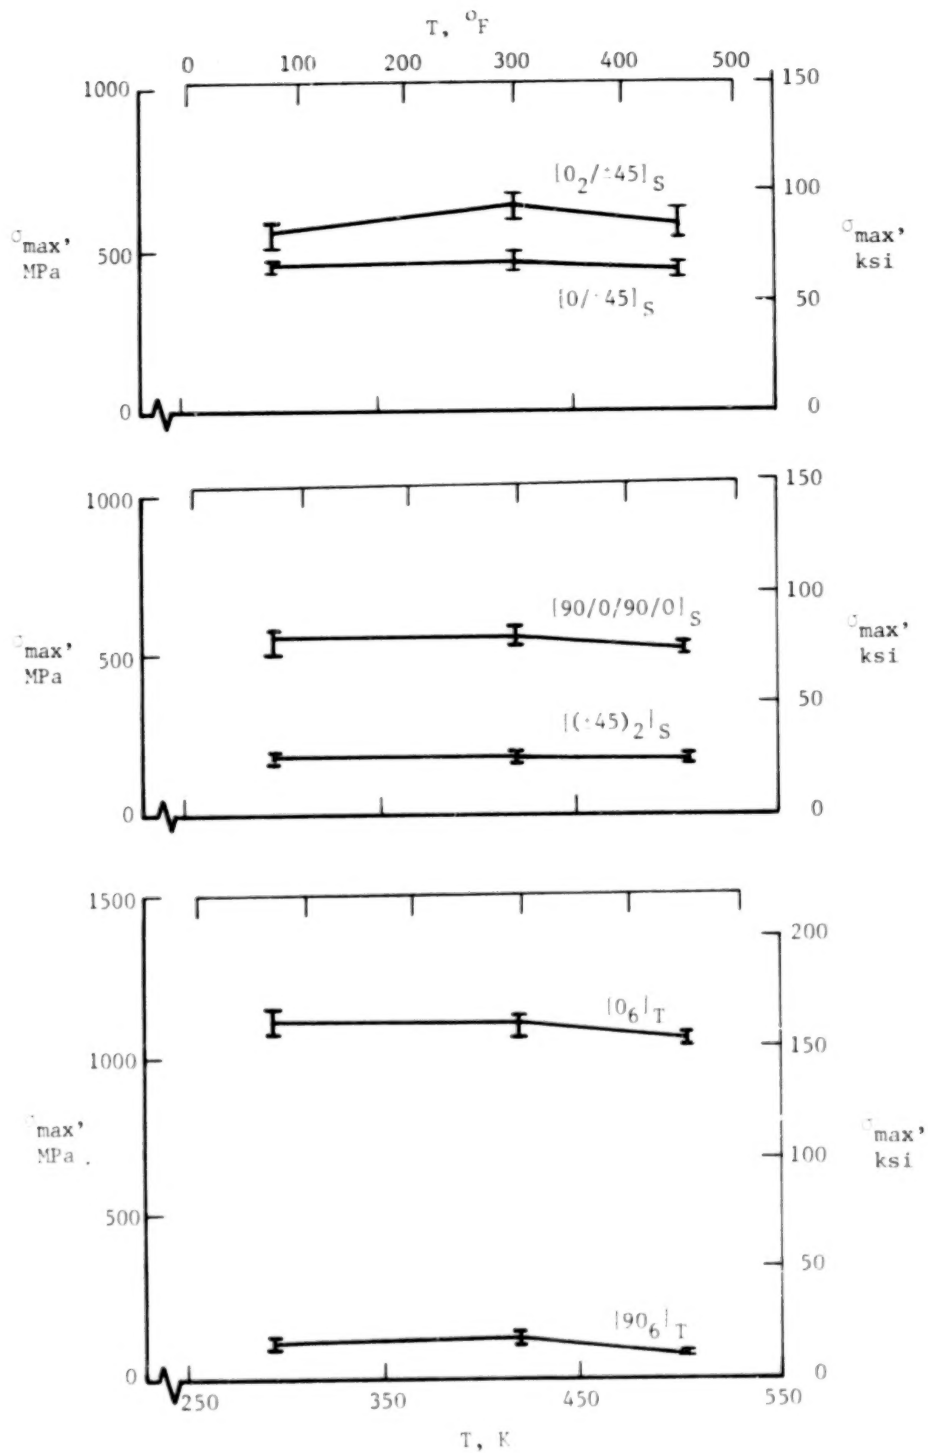 T, °F
0 100 200 300 400 500
1000 150
[0₂/±45]S
100
σmax, MPa
500
σmax, ksi
[0/±45]S
50
0 0
1000 150
[90/0/90/0]S
100
σmax, MPa
500
σmax, ksi
[(±45)₂]S
50
0 0
1500
200
[0₆]T
150
1000
σmax, MPa
100
σmax, ksi
500
50
[90₆]T
0 0
250 350 450 550
T, K